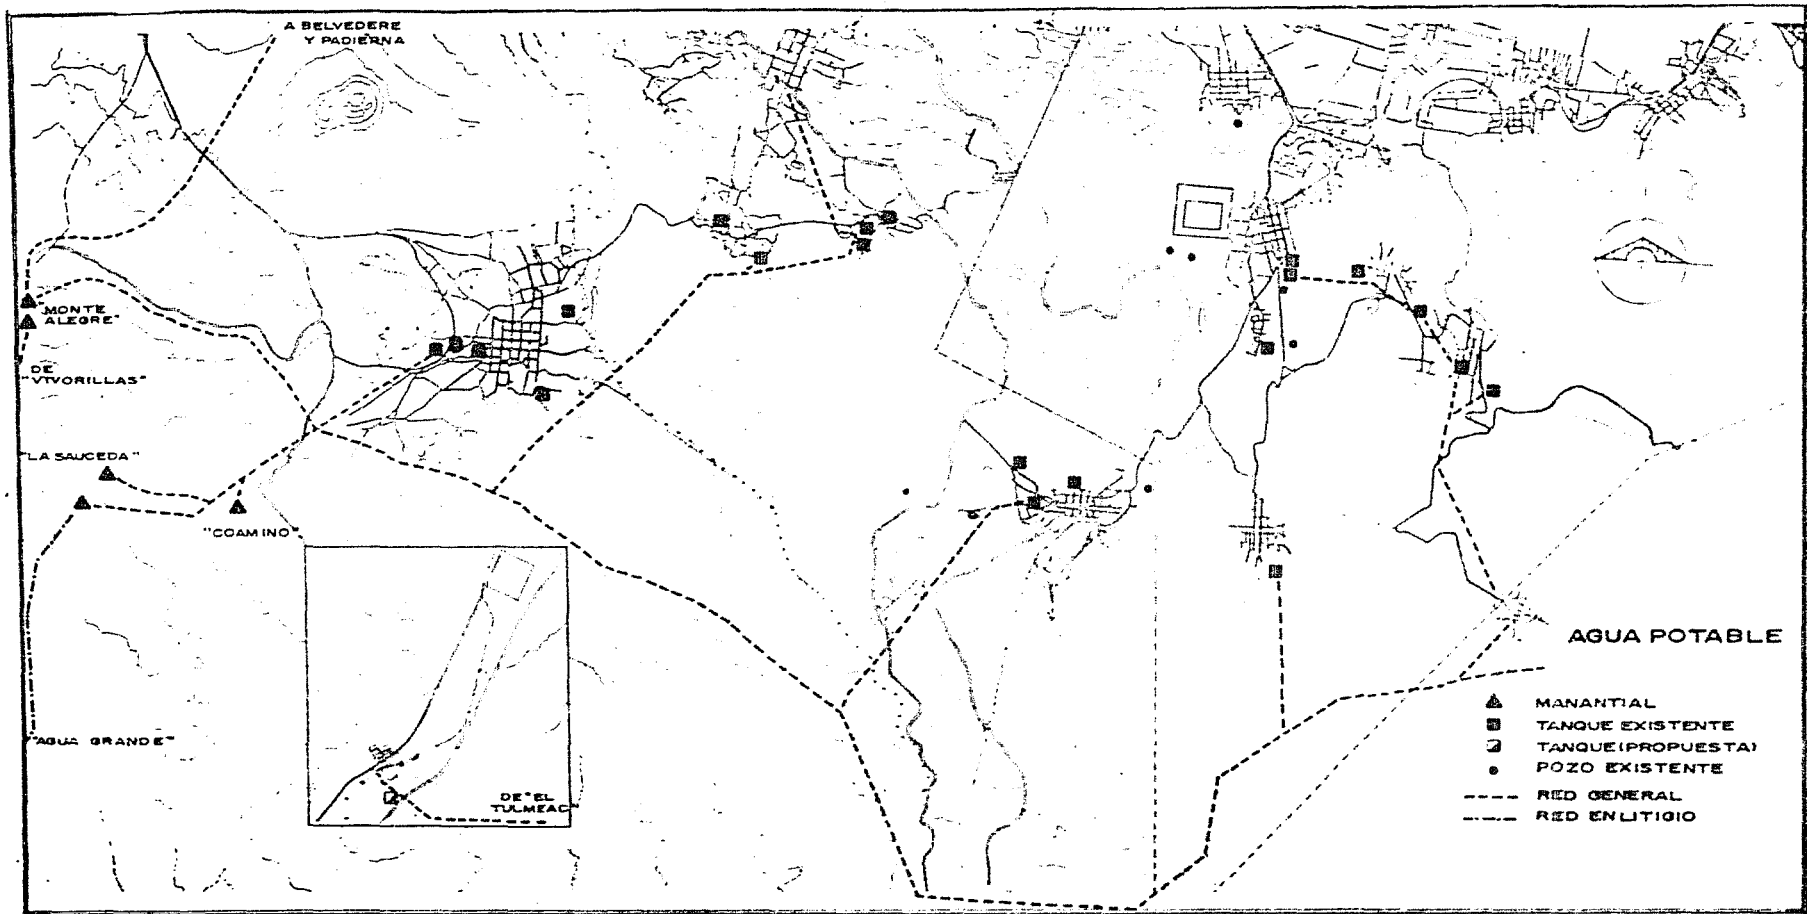 A BELVEDERE
Y PADIERNA
"MONTE
ALEGRE"
DE
"VIVORILLAS"
"LA SAUCEDA"
"COAMINO"
"AGUA GRANDE"
DE "EL
TULMEAC"
AGUA POTABLE
MANANTIAL
TANQUE EXISTENTE
TANQUE (PROPUESTA)
POZO EXISTENTE
RED GENERAL
RED EN LITIGIO